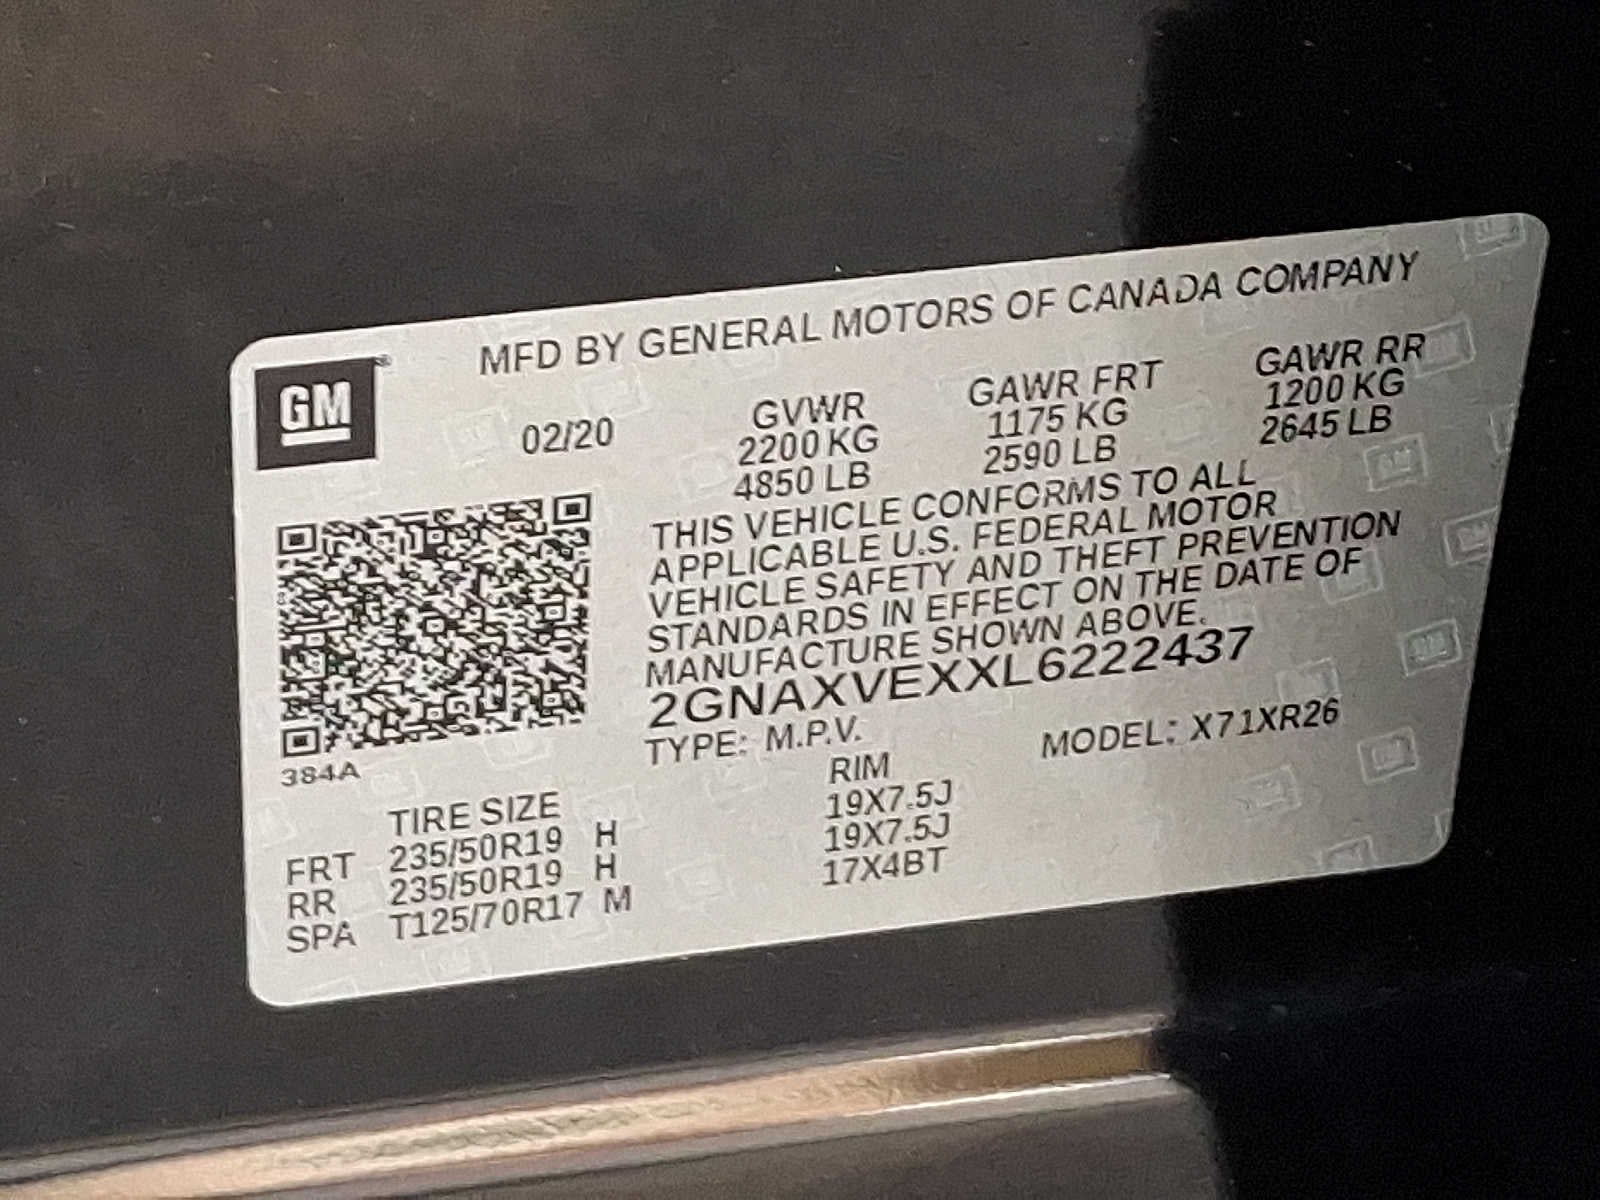 MFD BY GENERAL MOTORS OF CANADA COMPANY
GM
02/20
GVWR
2200 KG
4850 LB
GAWR FRT
1175 KG
2590 LB
GAWR RR
1200 KG
2645 LB
THIS VEHICLE CONFORMS TO ALL
APPLICABLE U.S. FEDERAL MOTOR
VEHICLE SAFETY AND THEFT PREVENTION
STANDARDS IN EFFECT ON THE DATE OF
MANUFACTURE SHOWN ABOVE.
2GNAXVEXXL6222437
TYPE: M.P.V. MODEL: X71XR26
384A
TIRE SIZE RIM
FRT 235/50R19 H 19X7.5J
RR 235/50R19 H 19X7.5J
SPA T125/70R17 M 17X4BT